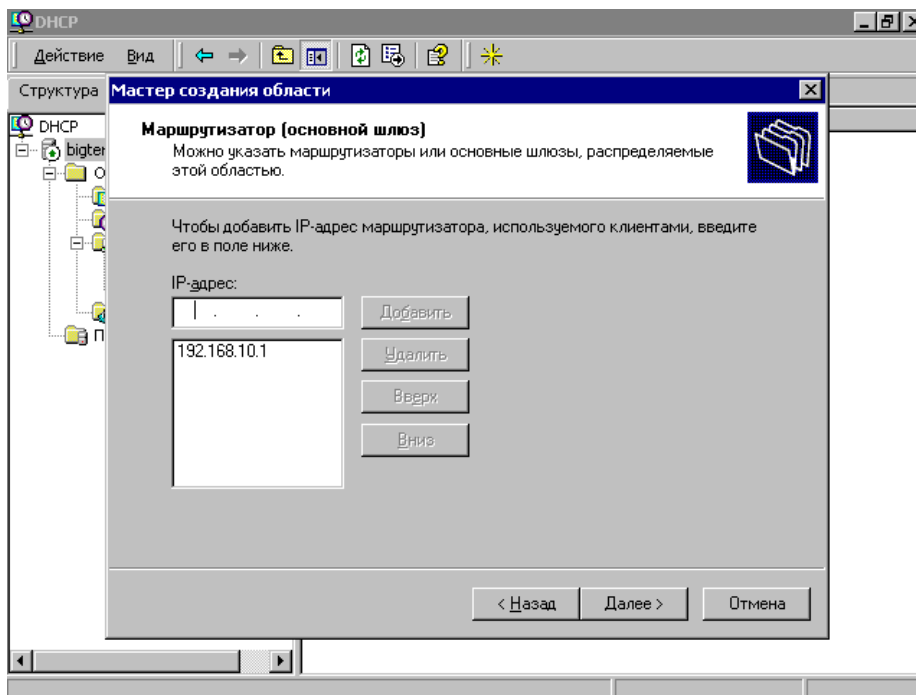 DHCP
Действие Вид
Структура
Мастер создания области
DHCP
bigter
О
П
Маршрутизатор (основной шлюз)
Можно указать маршрутизаторы или основные шлюзы, распределяемые
этой областью.
Чтобы добавить IP-адрес маршрутизатора, используемого клиентами, введите
его в поле ниже.
IP-адрес:
. . .
Добавить
192.168.10.1
Удалить
Вверх
Вниз
< Назад Далее > Отмена